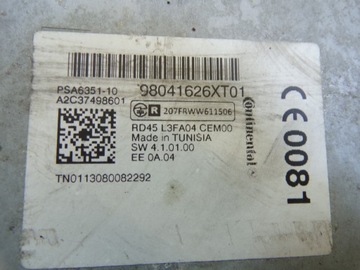 PSA6351-10
A2C37498601
98041626XT01
R 207FRWW611506
RD45 L3FA04 CEM00
Made in TUNISIA
SW 4.1.01.00
EE 0A.04
TN0113080082292
Continental
CE 0081